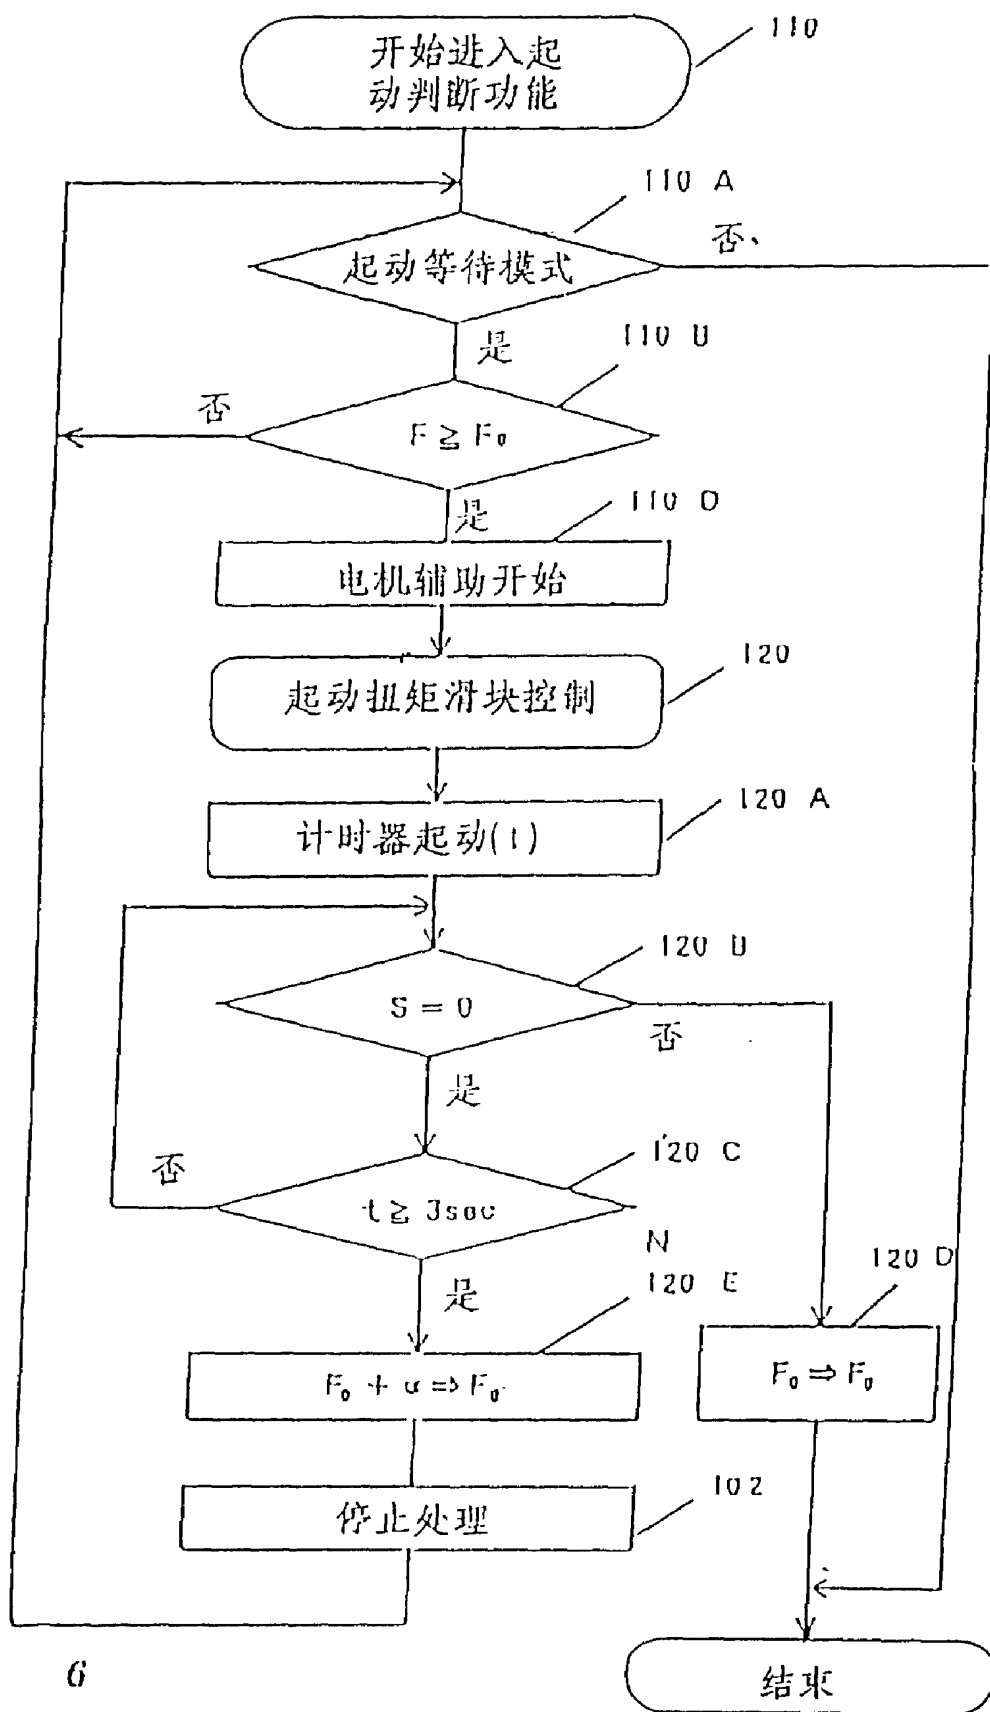 110
开始进入起
动判断功能
110 A
否
起动等待模式
是
110 B
否
F ≧ F₀
110 D
是
电机辅助开始
120
起动扭矩滑块控制
120 A
计时器起动(t)
120 B
S = 0
否
是
120 C
否
t ≧ 3sec
N
120 D
120 E
是
F₀ + α ⇒ F₀
F₀ ⇒ F₀
102
停止处理
6
结束